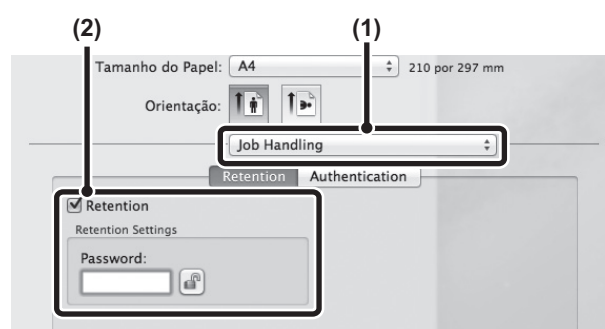 (2) (1)
Tamanho do Papel: A4 210 por 297 mm
Orientação:
Job Handling
Retention Authentication
Retention
Retention Settings
Password: